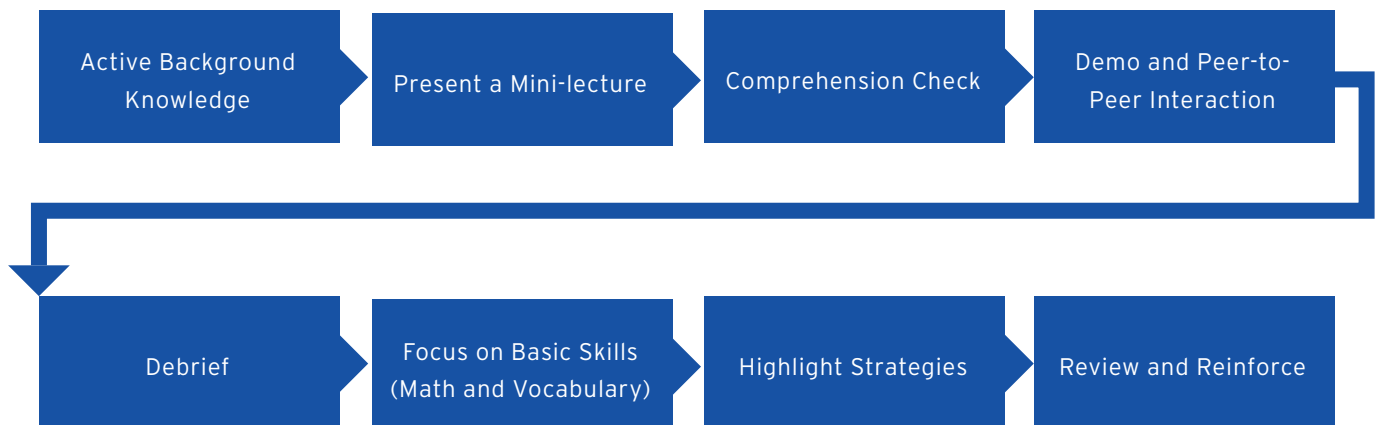 Active Background
Knowledge
Present a Mini-lecture
Comprehension Check
Demo and Peer-to-
Peer Interaction
Debrief
Focus on Basic Skills
(Math and Vocabulary)
Highlight Strategies
Review and Reinforce